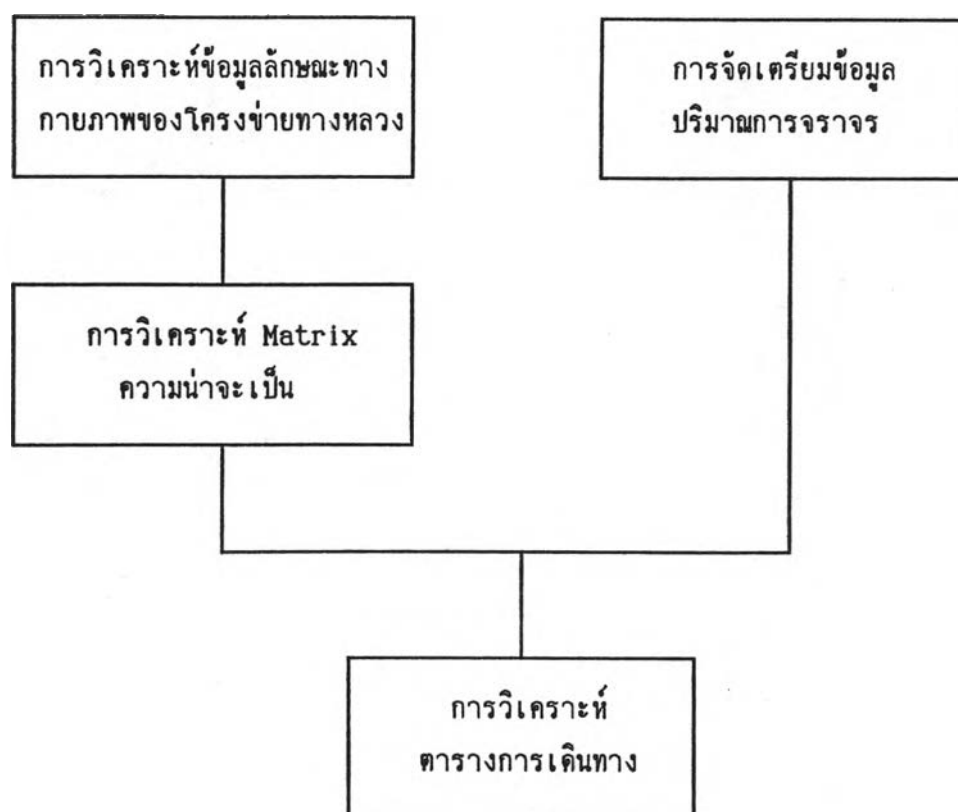 การวิเคราะห์ข้อมูลลักษณะทาง
กายภาพของโครงข่ายทางหลวง
การจัดเตรียมข้อมูล
ปริมาณการจราจร
การวิเคราะห์ Matrix
ความน่าจะเป็น
การวิเคราะห์
ตารางการเดินทาง